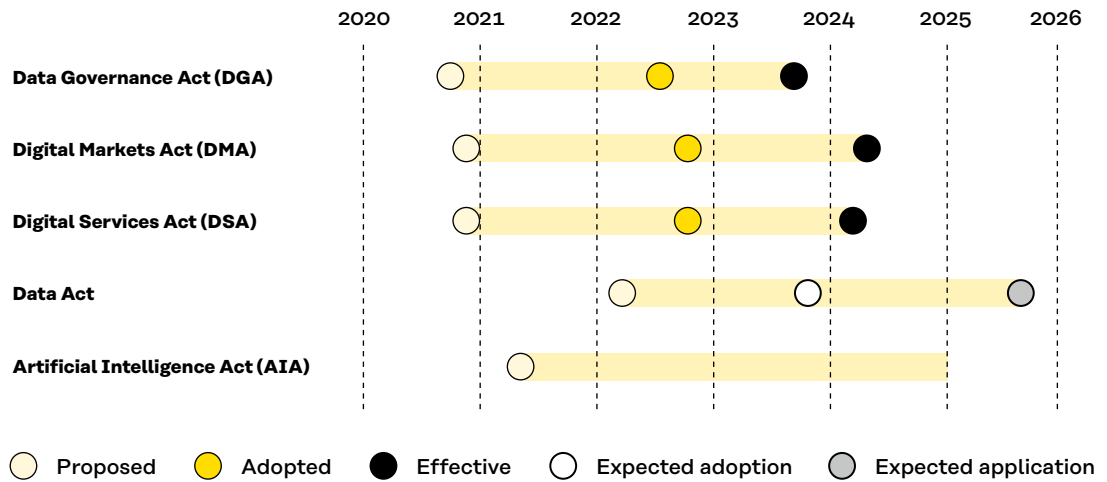 2020 2021 2022 2023 2024 2025 2026
Data Governance Act (DGA)
Digital Markets Act (DMA)
Digital Services Act (DSA)
Data Act
Artificial Intelligence Act (AIA)
Proposed Adopted Effective Expected adoption Expected application